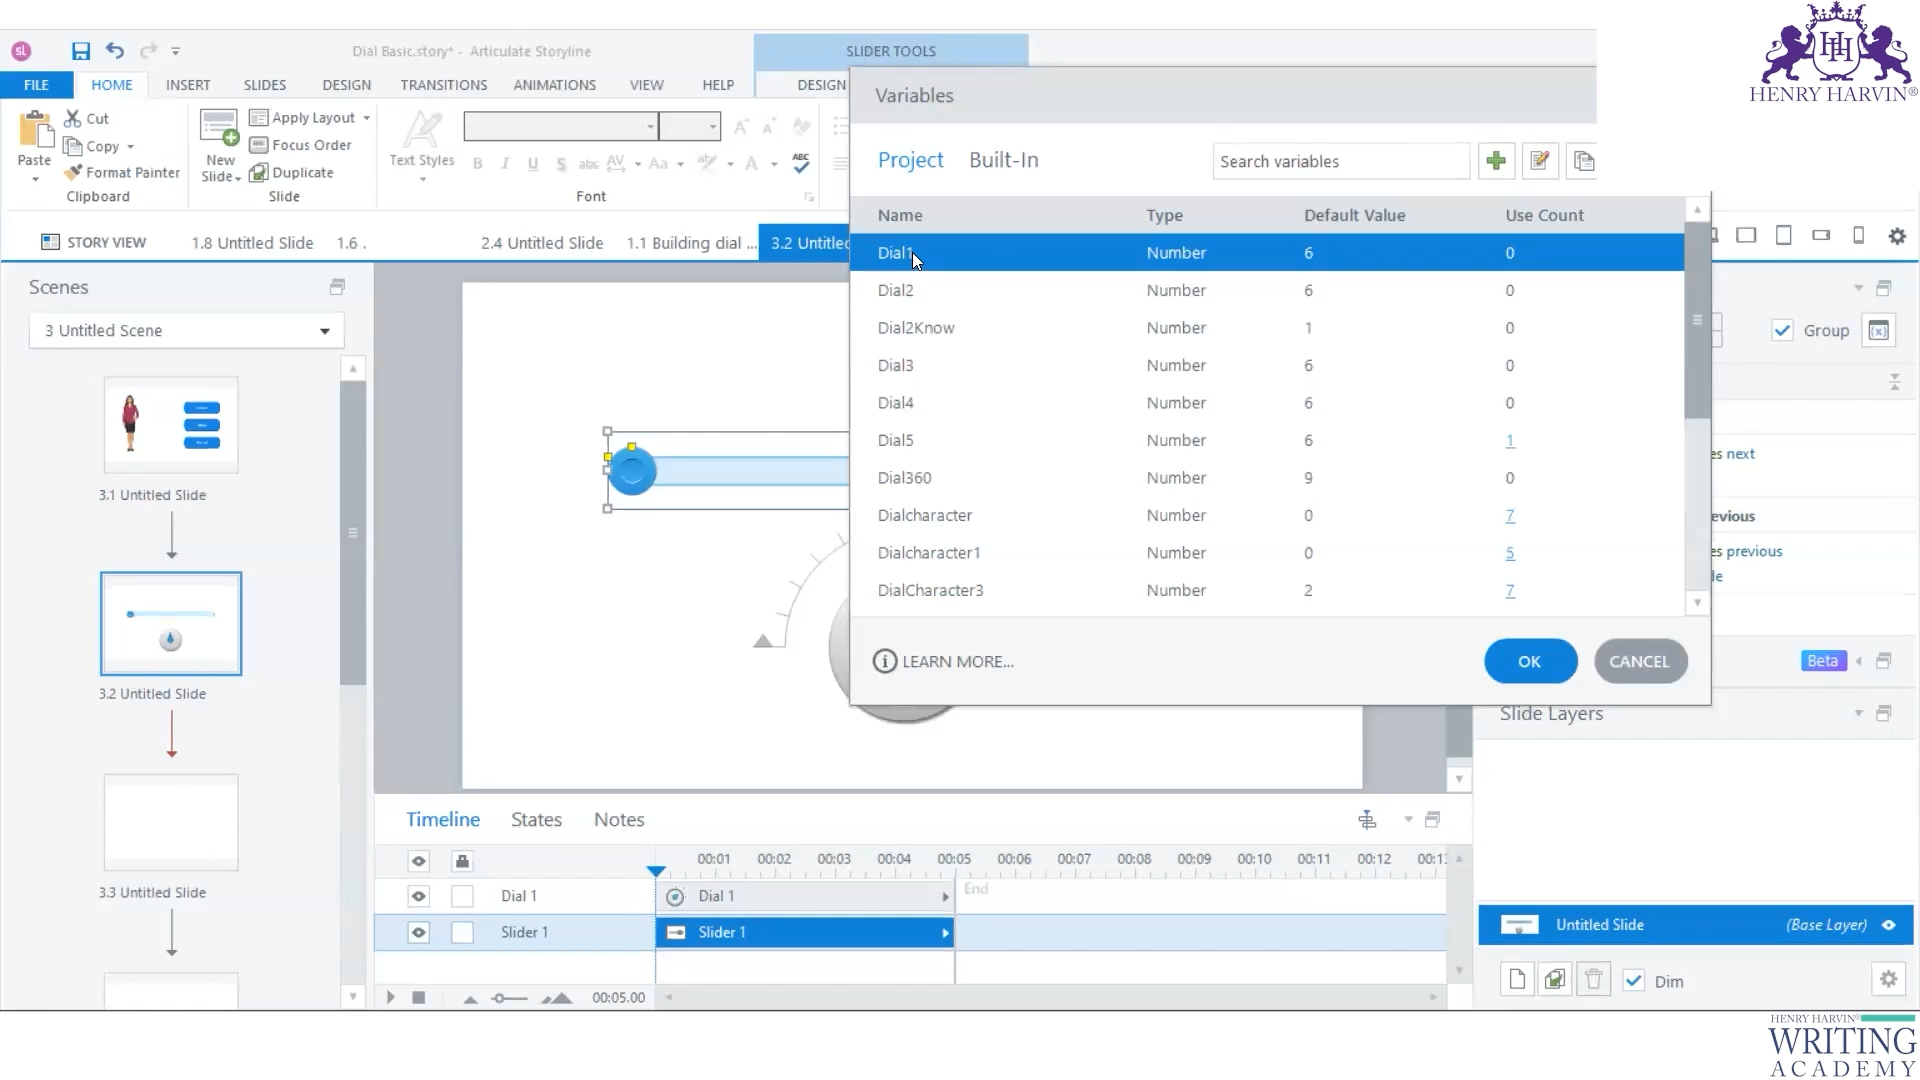 HENRY HARVIN®
sl
Dial Basic.story* - Articulate Storyline
SLIDER TOOLS
FILE HOME INSERT SLIDES DESIGN TRANSITIONS ANIMATIONS VIEW HELP DESIGN
Variables
Paste
Cut
Copy
Format Painter
Clipboard
New Slide
Apply Layout
Focus Order
Duplicate
Slide
Text Styles
B I U S abc AV Aa A ABC
Font
Project Built-In Search variables
STORY VIEW 1.8 Untitled Slide 1.6 . 2.4 Untitled Slide 1.1 Building dial ... 3.2 Untitle
Name Type Default Value Use Count
Dial1 Number 6 0
Dial2 Number 6 0
Dial2Know Number 1 0
Dial3 Number 6 0
Dial4 Number 6 0
Dial5 Number 6 1
Dial360 Number 9 0
Dialcharacter Number 0 7
Dialcharacter1 Number 0 5
DialCharacter3 Number 2 7
LEARN MORE... OK CANCEL
Scenes
3 Untitled Scene
3.1 Untitled Slide
3.2 Untitled Slide
3.3 Untitled Slide
Group
es next
evious
es previous
de
Beta
Slide Layers
Untitled Slide (Base Layer)
Dim
Timeline States Notes
00:01 00:02 00:03 00:04 00:05 00:06 00:07 00:08 00:09 00:10 00:11 00:12 00:13
Dial 1 Dial 1 End
Slider 1 Slider 1
00:05.00
HENRY HARVIN®
WRITING
ACADEMY